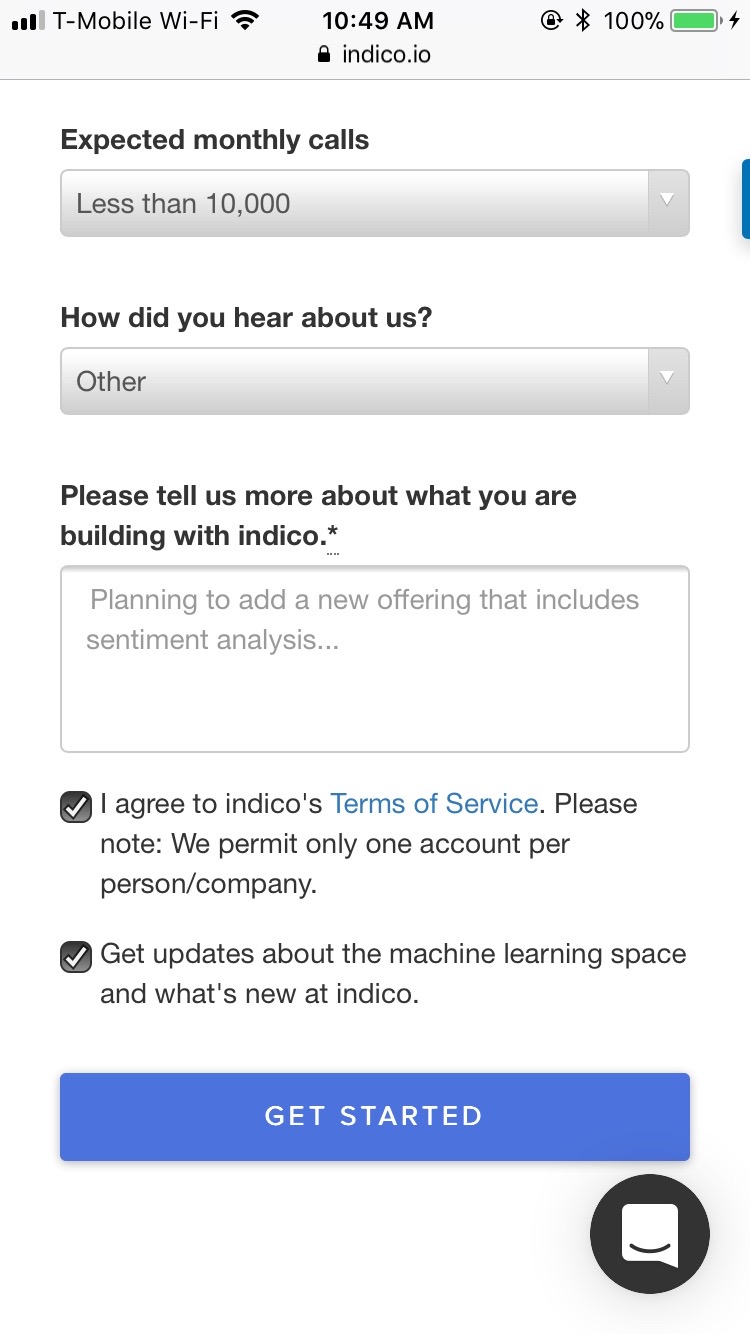 T-Mobile Wi-Fi 10:49 AM 100%
indico.io
Expected monthly calls
Less than 10,000
How did you hear about us?
Other
Please tell us more about what you are
building with indico.*
Planning to add a new offering that includes
sentiment analysis...
I agree to indico's Terms of Service. Please
note: We permit only one account per
person/company.
Get updates about the machine learning space
and what's new at indico.
GET STARTED